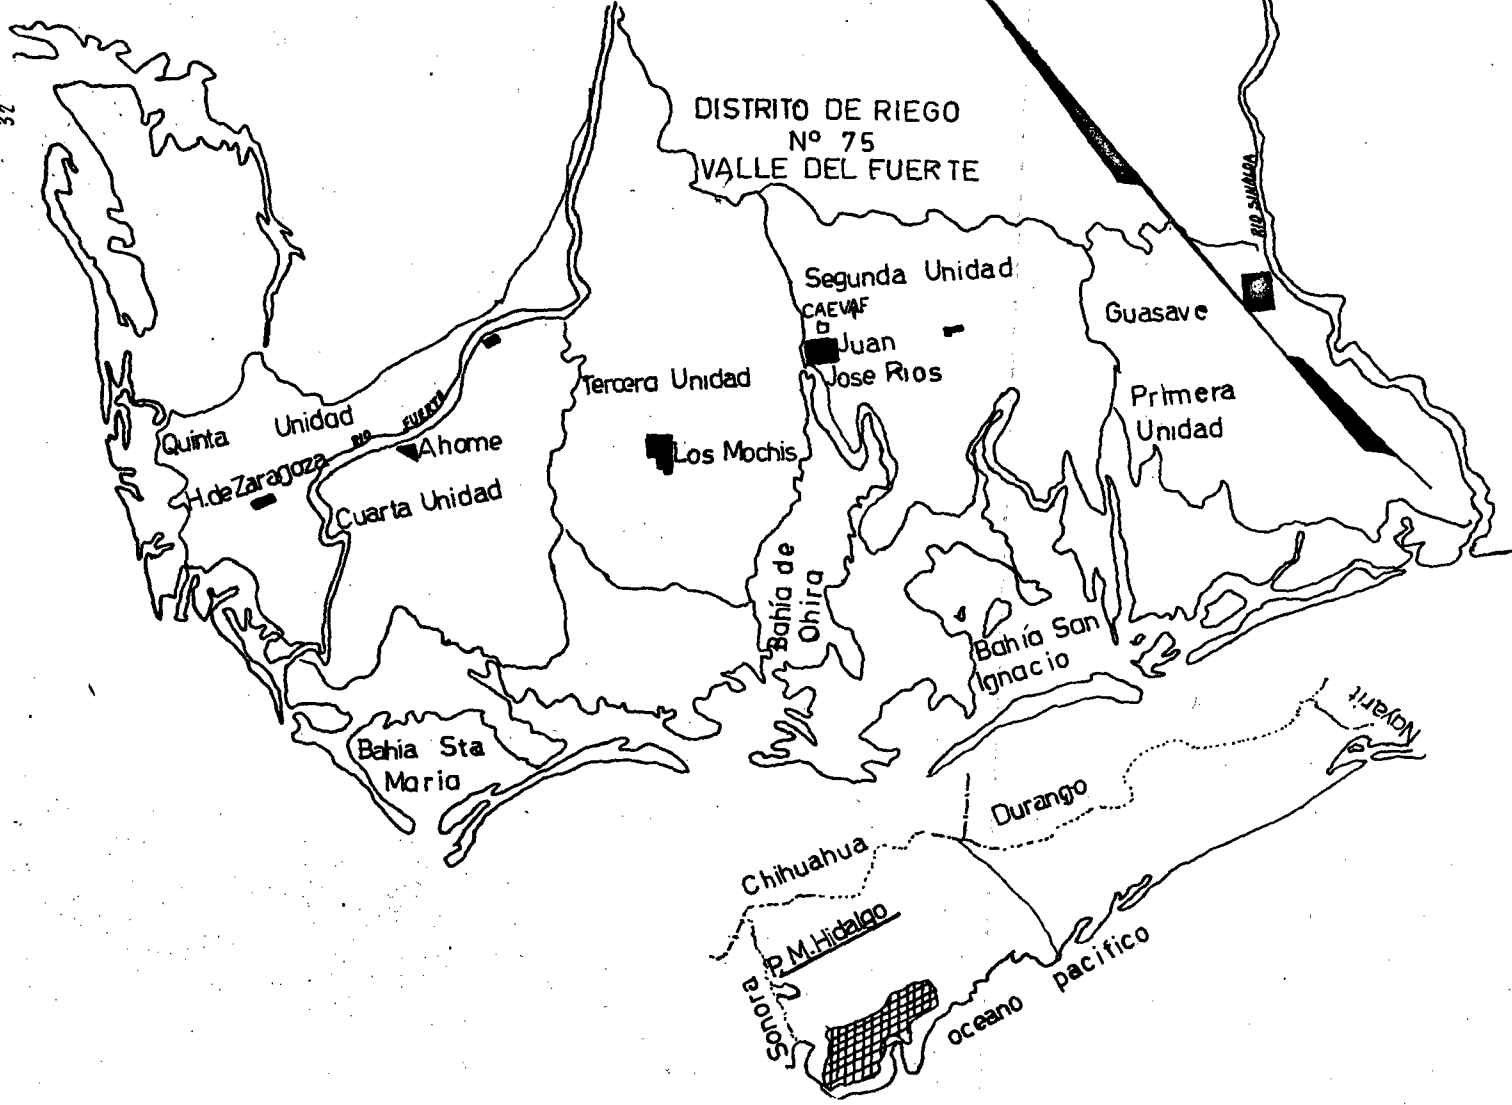 32
DISTRITO DE RIEGO
Nº 75
VALLE DEL FUERTE
RIO SINALOA
Segunda Unidad
CAEVAF
Juan
Jose Rios
Guasave
Primera
Unidad
Tercera Unidad
Los Mochis
Quinta Unidad
RIO FUERTE
Ahome
H. de Zaragoza
Cuarta Unidad
Bahía de
Ohira
Bahía San
Ignacio
Bahia Sta
Maria
Nayarit
Durango
Chihuahua
P. M. Hidalgo
Sonora
oceano pacifico